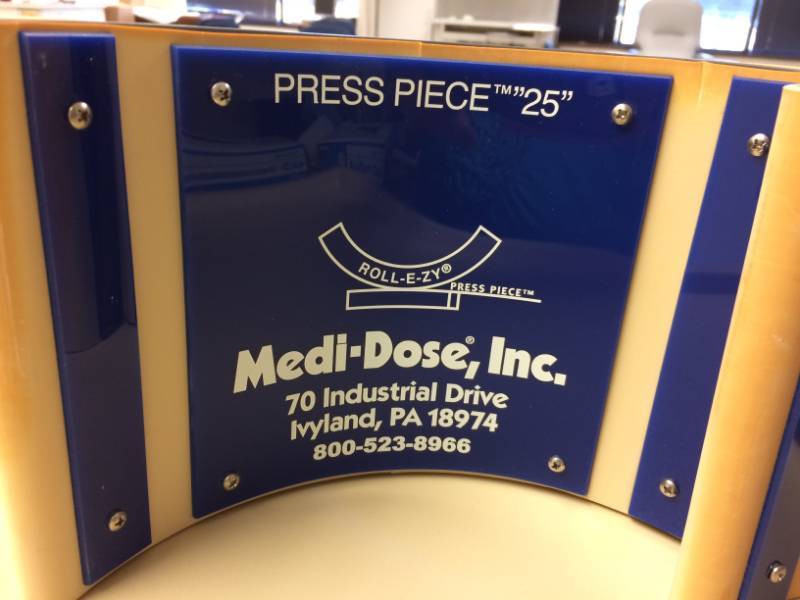 PRESS PIECE™"25"
ROLL-E-ZY®
PRESS PIECE™
Medi-Dose®, Inc.
70 Industrial Drive
Ivyland, PA 18974
800-523-8966